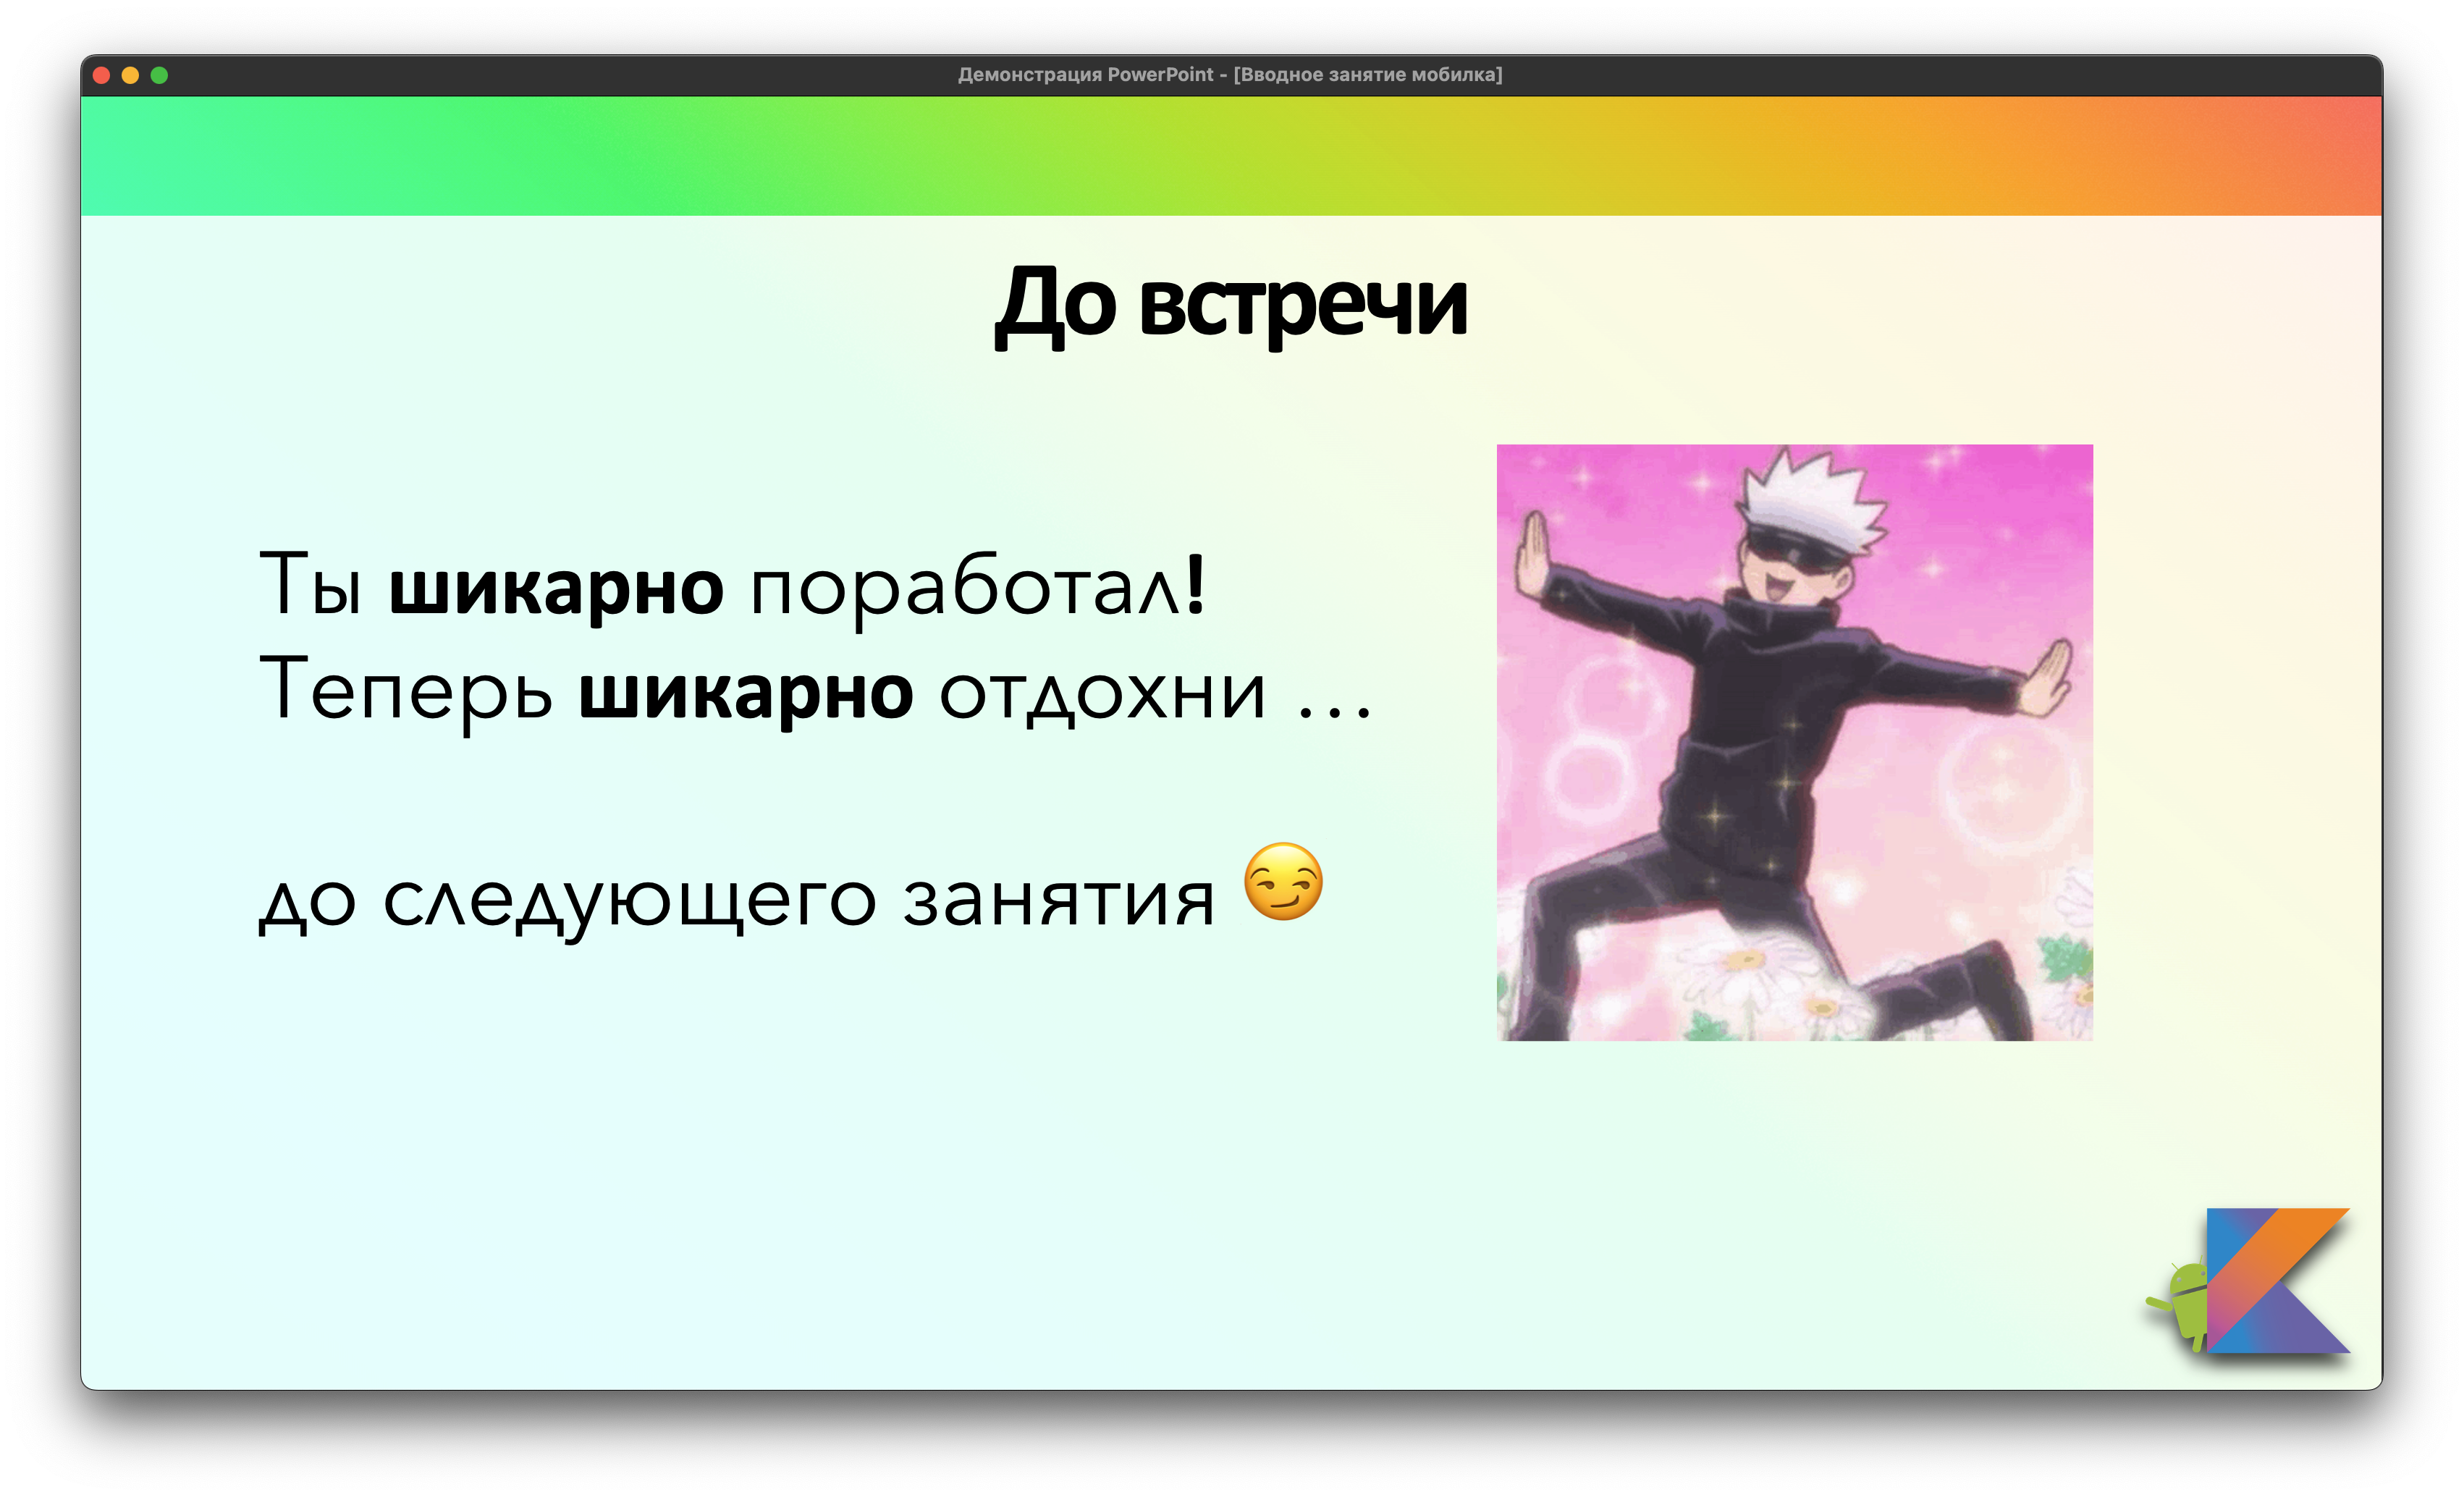 Демонстрация PowerPoint - [Вводное занятие мобилка]
До встречи
Ты шикарно поработал!
Теперь шикарно отдохни ...
до следующего занятия 😏